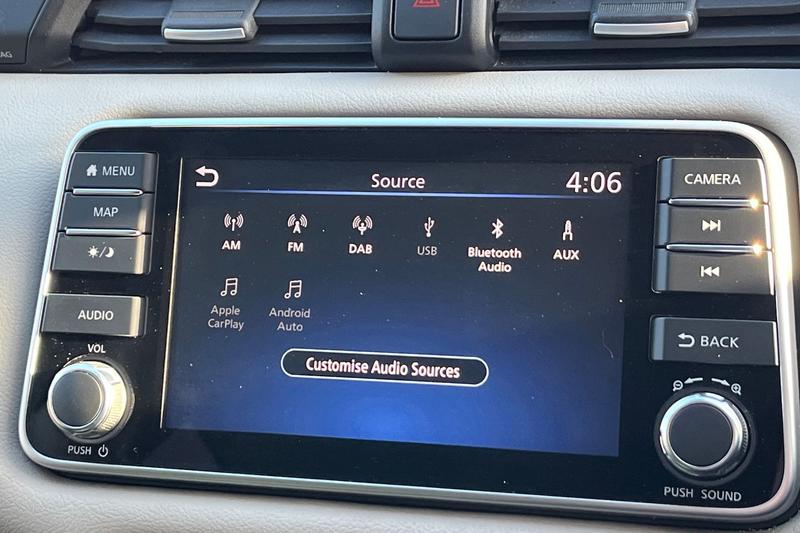 AG
MENU
MAP
AUDIO
VOL
PUSH
Source
4:06
AM
FM
DAB
USB
Bluetooth
Audio
AUX
Apple
CarPlay
Android
Auto
Customise Audio Sources
CAMERA
BACK
PUSH SOUND